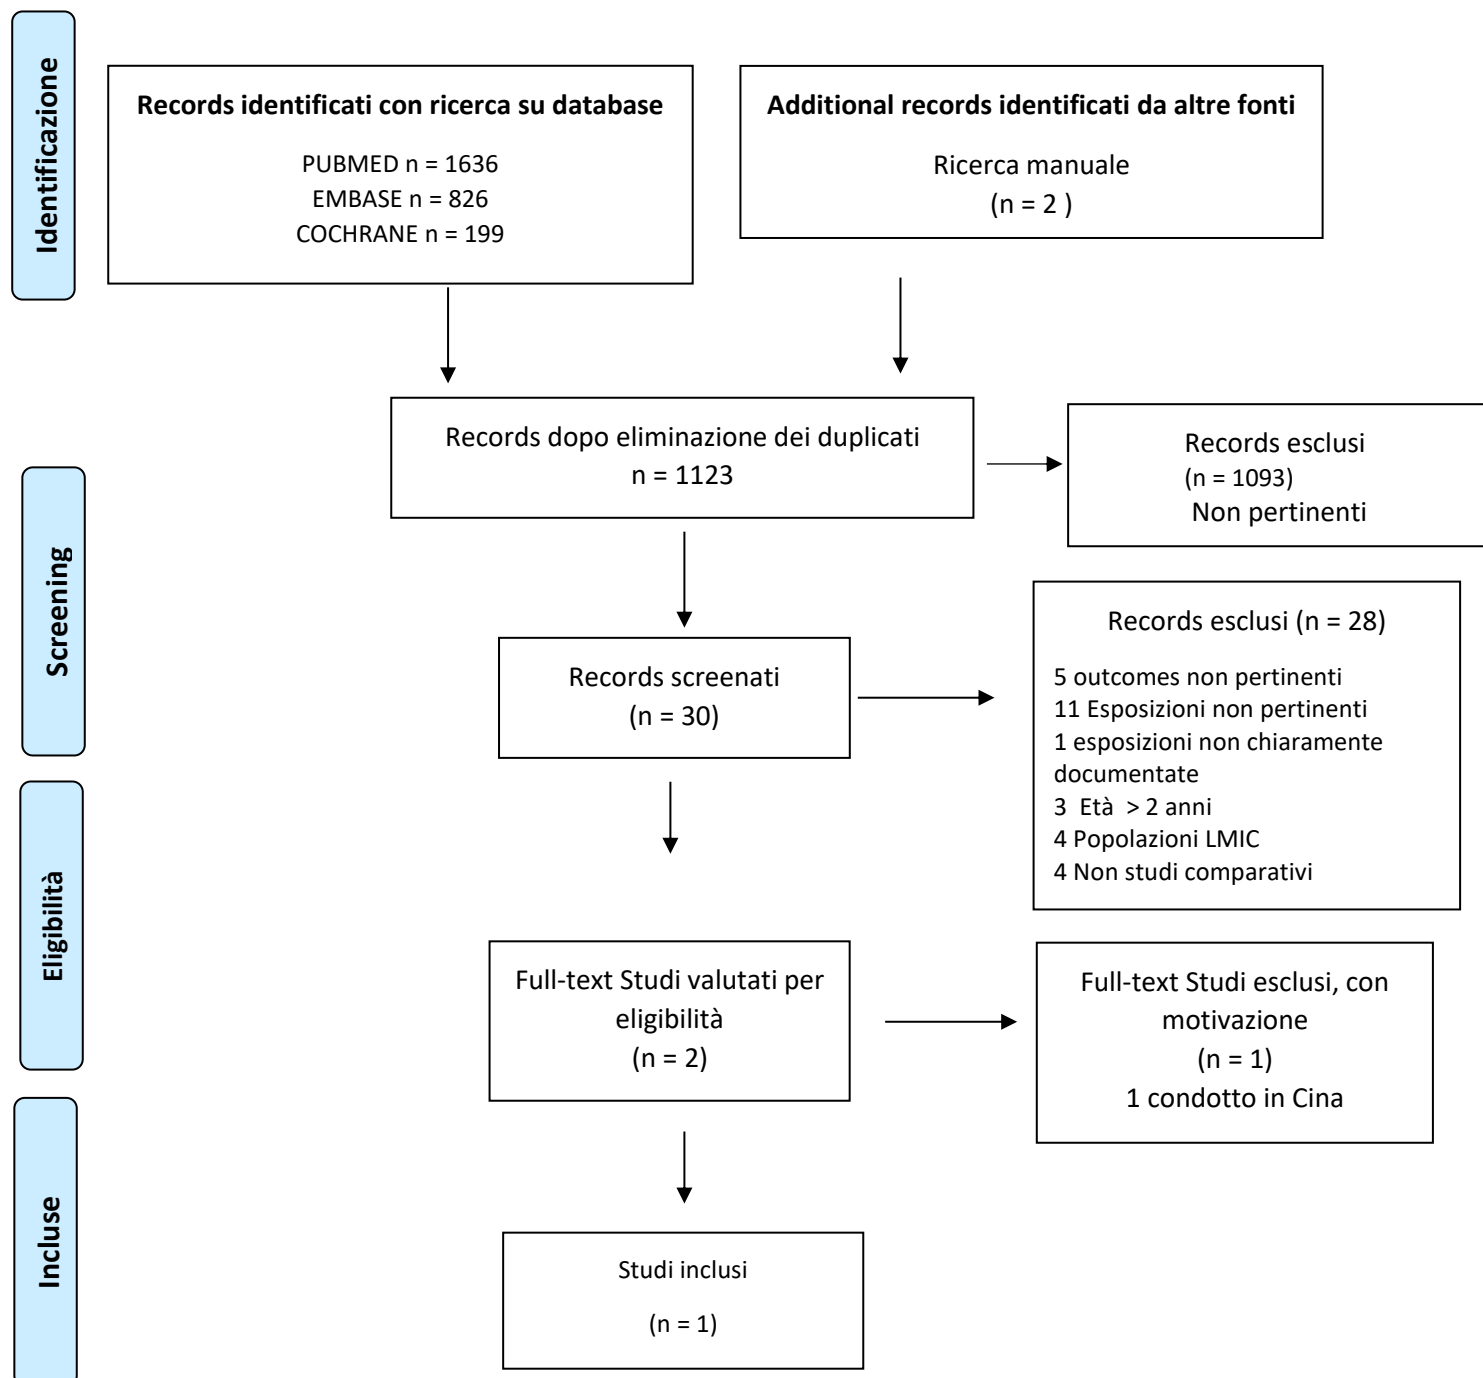 Identificazione
Records identificati con ricerca su database
PUBMED n = 1636
EMBASE n = 826
COCHRANE n = 199
Additional records identificati da altre fonti
Ricerca manuale
(n = 2 )
Records dopo eliminazione dei duplicati
n = 1123
Records esclusi
(n = 1093)
Non pertinenti
Screening
Records screenati
(n = 30)
Records esclusi (n = 28)
5 outcomes non pertinenti
11 Esposizioni non pertinenti
1 esposizioni non chiaramente
documentate
3 Età > 2 anni
4 Popolazioni LMIC
4 Non studi comparativi
Eligibilità
Full-text Studi valutati per
eligibilità
(n = 2)
Full-text Studi esclusi, con
motivazione
(n = 1)
1 condotto in Cina
Incluse
Studi inclusi
(n = 1)